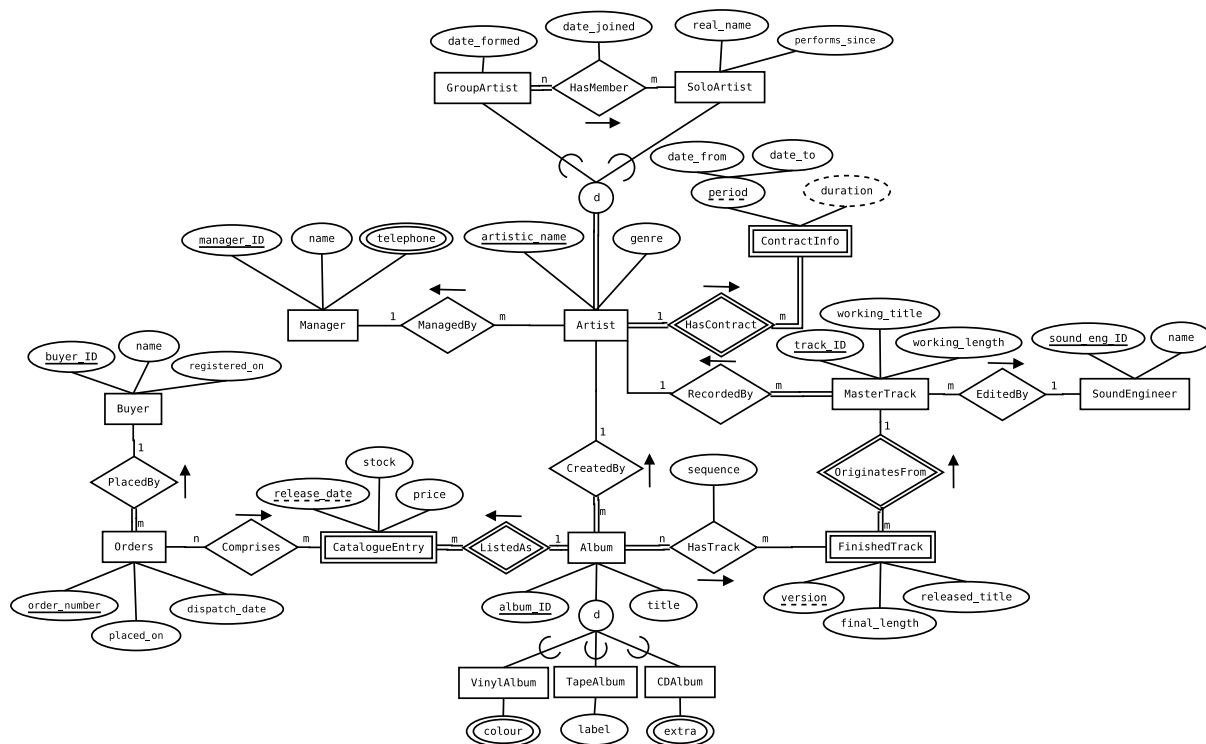 date_formed
date_joined
real_name
performs_since
GroupArtist
n
HasMember
m
SoloArtist
date_from
date_to
period
duration
d
ContractInfo
manager_ID
name
telephone
artistic_name
genre
Manager
1
ManagedBy
m
Artist
1
HasContract
m
working_title
track_ID
working_length
sound_eng_ID
name
buyer_ID
name
registered_on
Buyer
1
RecordedBy
m
MasterTrack
m
EditedBy
1
SoundEngineer
1
PlacedBy
m
1
CreatedBy
m
1
OriginatesFrom
m
stock
release_date
price
sequence
Orders
n
Comprises
m
CatalogueEntry
m
ListedAs
1
Album
n
HasTrack
m
FinishedTrack
order_number
placed_on
dispatch_date
album_ID
title
version
final_length
released_title
d
VinylAlbum
TapeAlbum
CDAlbum
colour
label
extra